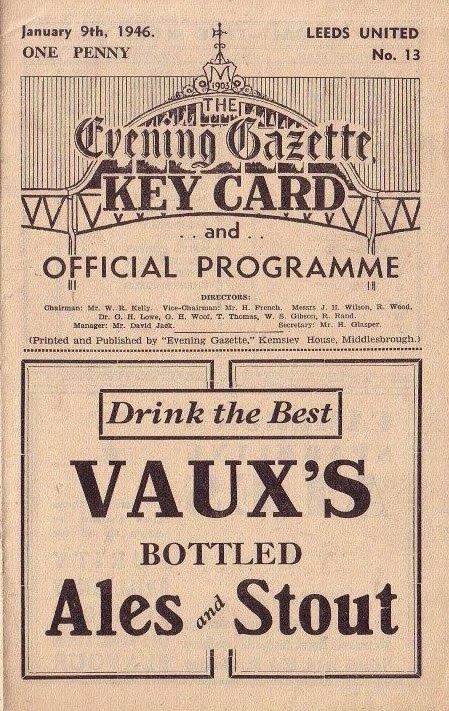 January 9th, 1946.
LEEDS UNITED
ONE PENNY
No. 13
M
1903
THE
Evening Gazette
KEY CARD
.. and ..
OFFICIAL PROGRAMME
DIRECTORS:
Chairman: Mr. W. R. Kelly. Vice-Chairman: Mr. H. French. Messrs J. H. Wilson, R. Wood,
Dr. G. H. Lowe, G. H. Woof, T. Thomas, W. S. Gibson, R. Rand.
Manager: Mr. David Jack. Secretary: Mr. H. Glasper.
(Printed and Published by "Evening Gazette," Kemsley House, Middlesbrough.)
Drink the Best
VAUX'S
BOTTLED
Ales and Stout